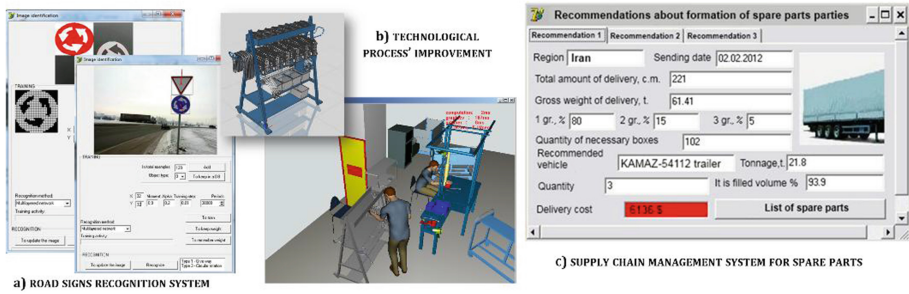 Image identification
Image identification
TRAINING
X
Y
Recognition method
Multilayered network
Training activity:
RECOGNITION
To update the image
TRAINING
X
Y
Recognition method
Multilayered network
Training activity:
RECOGNITION
To update the image
Recognize
a) ROAD SIGNS RECOGNITION SYSTEM
b) TECHNOLOGICAL
PROCESS' IMPROVEMENT
Recommendations about formation of spare parts parties
Recommendation 1 Recommendation 2 Recommendation 3
Region Iran Sending date 02.02.2012
Total amount of delivery, c.m. 221
Gross weight of delivery, t. 61.41
1 gr., % 80 2 gr., % 15 3 gr., % 5
Quantity of necessary boxes 102
Recommended
vehicle KAMAZ-54112 trailer Tonnage,t. 21.8
Quantity 3 It is filled volume % 93.9
Delivery cost 6136 $ List of spare parts
c) SUPPLY CHAIN MANAGEMENT SYSTEM FOR SPARE PARTS